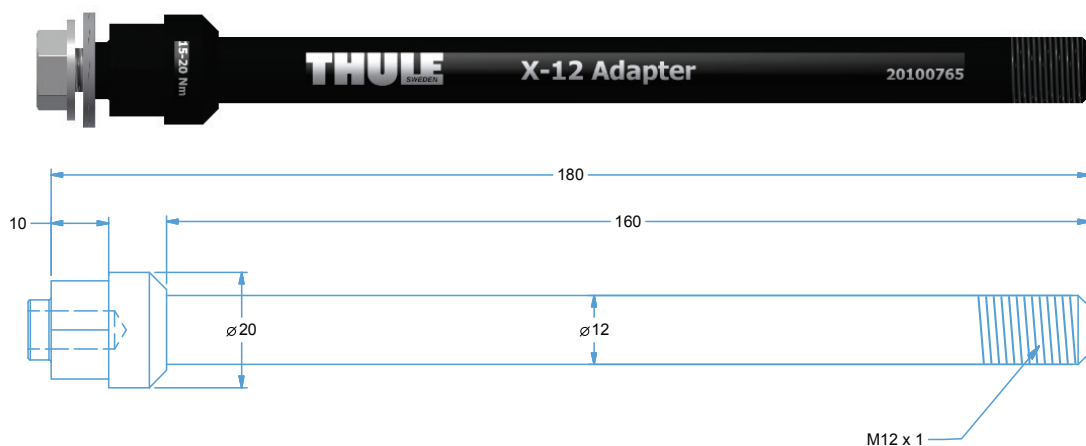 15-20 Nm
THULE
SWEDEN
X-12 Adapter
20100765
180
10
160
⌀20
⌀12
M12 x 1